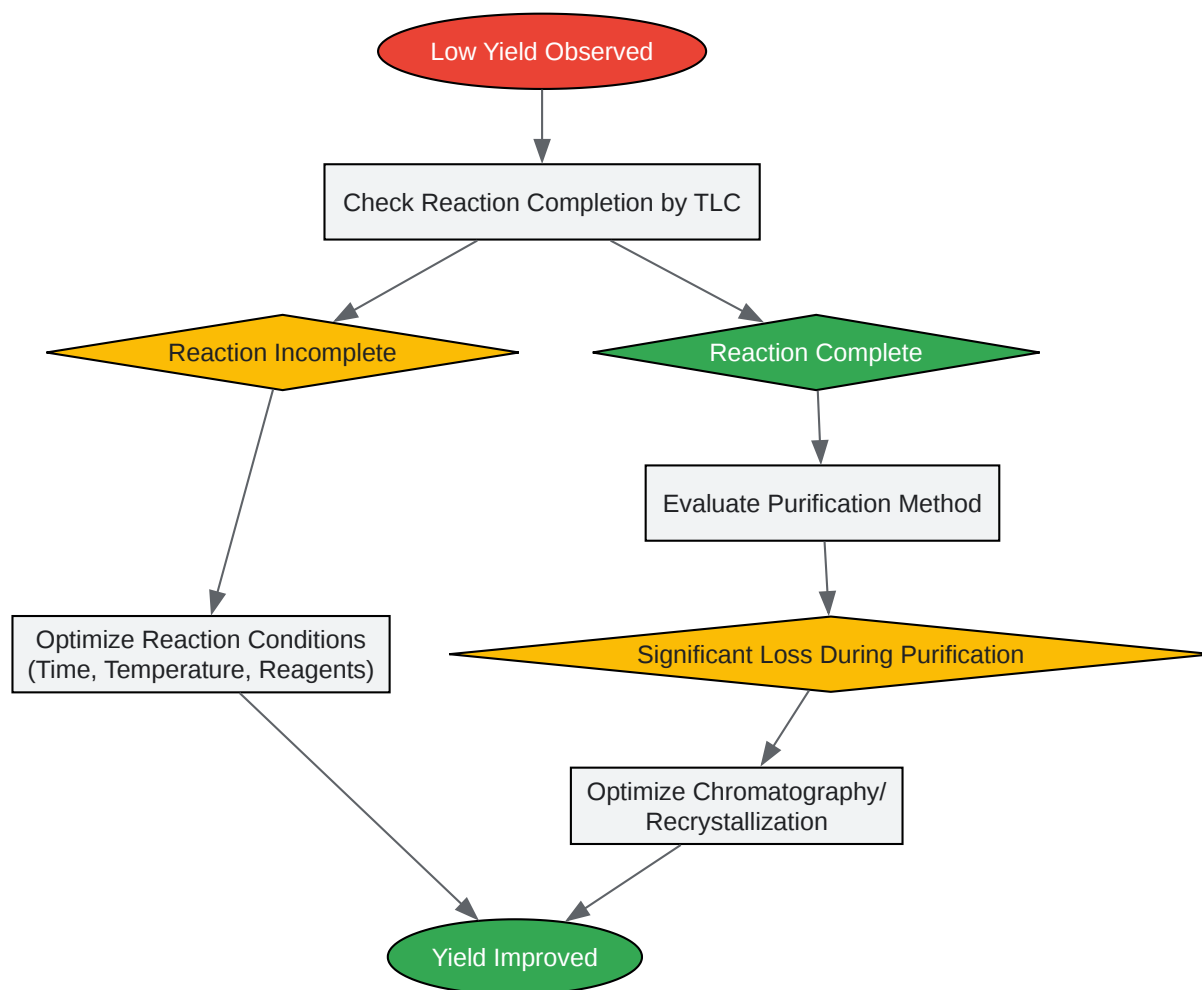 Low Yield Observed
Check Reaction Completion by TLC
Reaction Incomplete
Reaction Complete
Evaluate Purification Method
Optimize Reaction Conditions
(Time, Temperature, Reagents)
Significant Loss During Purification
Optimize Chromatography/
Recrystallization
Yield Improved